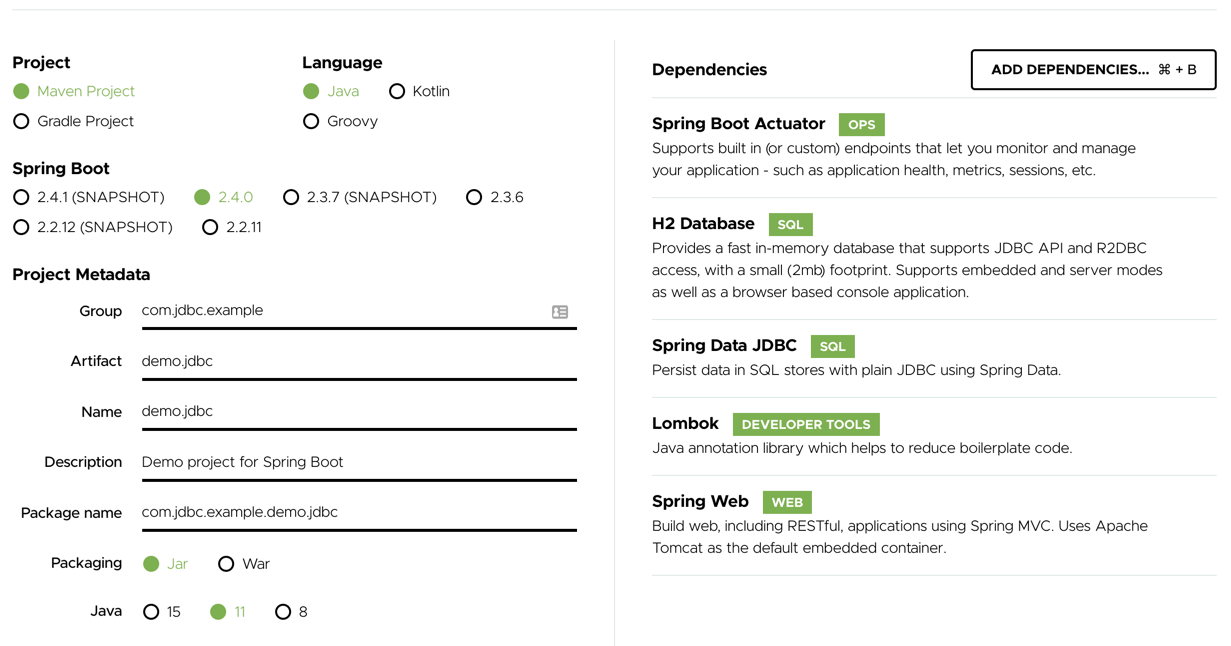 Project
Maven Project
Gradle Project
Language
Java Kotlin
Groovy
Spring Boot
2.4.1 (SNAPSHOT) 2.4.0 2.3.7 (SNAPSHOT) 2.3.6
2.2.12 (SNAPSHOT) 2.2.11
Project Metadata
Group com.jdbc.example
Artifact demo.jdbc
Name demo.jdbc
Description Demo project for Spring Boot
Package name com.jdbc.example.demo.jdbc
Packaging Jar War
Java 15 11 8
Dependencies ADD DEPENDENCIES... ⌘ + B
Spring Boot Actuator OPS
Supports built in (or custom) endpoints that let you monitor and manage
your application - such as application health, metrics, sessions, etc.
H2 Database SQL
Provides a fast in-memory database that supports JDBC API and R2DBC
access, with a small (2mb) footprint. Supports embedded and server modes
as well as a browser based console application.
Spring Data JDBC SQL
Persist data in SQL stores with plain JDBC using Spring Data.
Lombok DEVELOPER TOOLS
Java annotation library which helps to reduce boilerplate code.
Spring Web WEB
Build web, including RESTful, applications using Spring MVC. Uses Apache
Tomcat as the default embedded container.